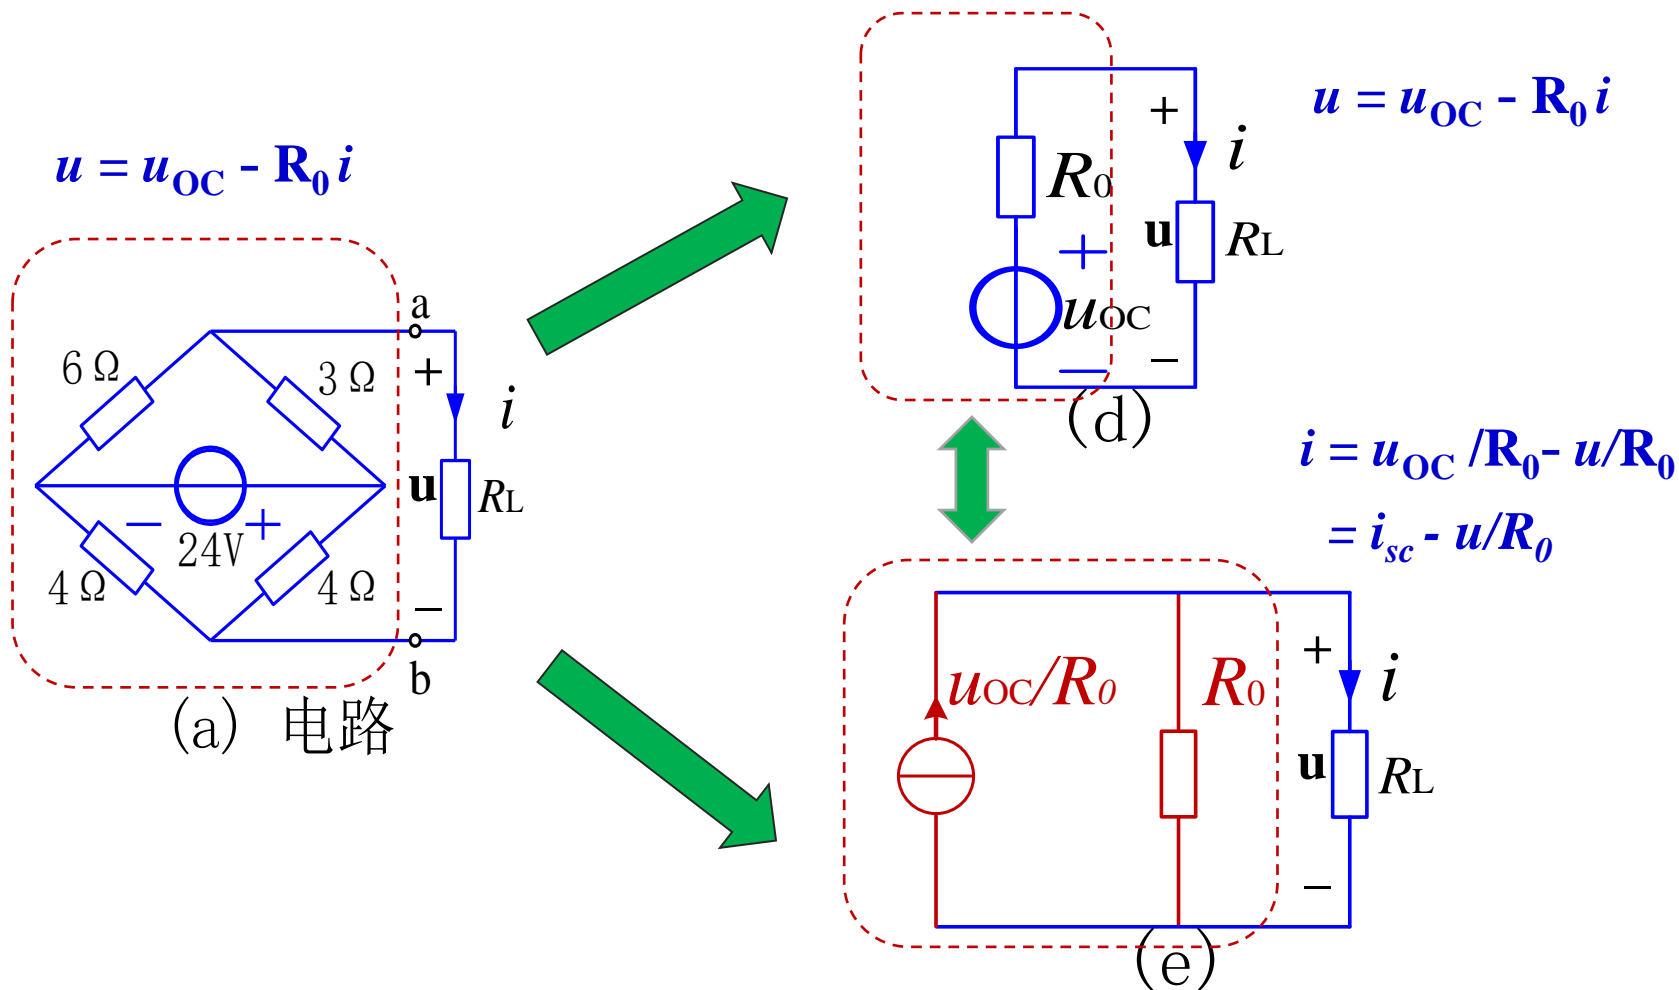 u = uOC - R0 i
a
6 Ω
3 Ω
+
i
u
RL
− 24V +
4 Ω
4 Ω
−
b
(a) 电路
u = uOC - R0 i
+
i
R0
u
RL
+
uOC
−
−
(d)
i = uOC /R0- u/R0
= isc - u/R0
+
i
uOC/R0
R0
u
RL
−
(e)